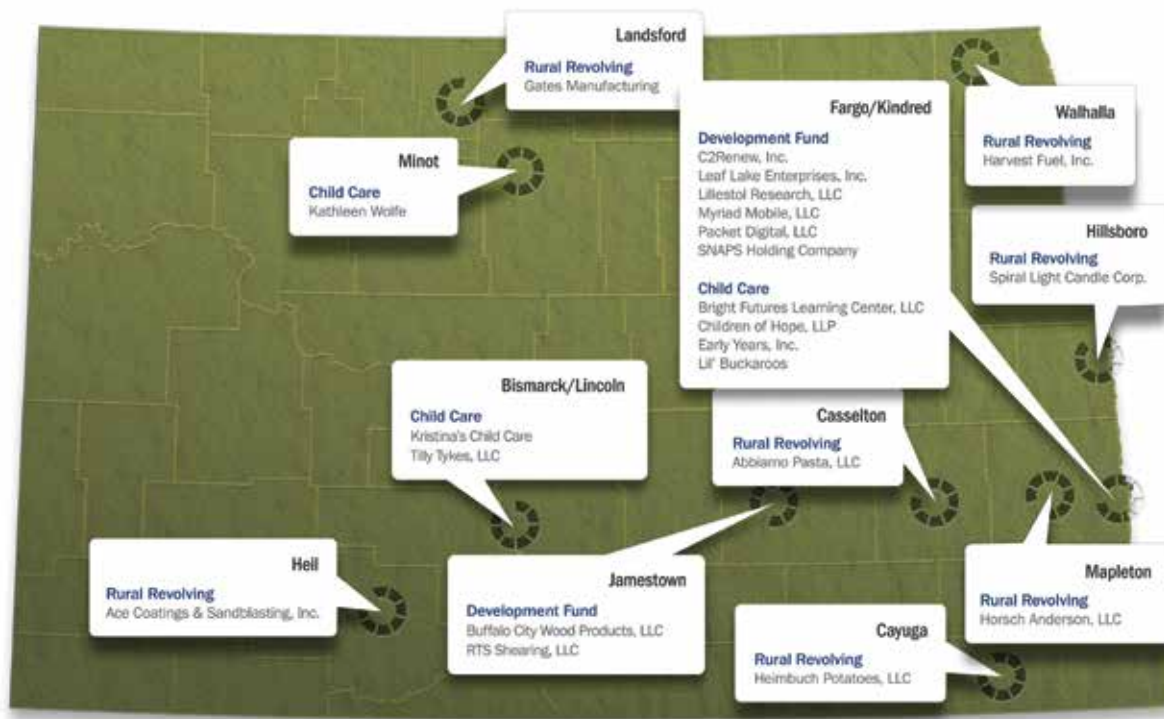 Landsford
Rural Revolving
Gates Manufacturing
Fargo/Kindred
Development Fund
C2Renew, Inc.
Leaf Lake Enterprises, Inc.
Lillestol Research, LLC
Myriad Mobile, LLC
Packet Digital, LLC
SNAPS Holding Company
Child Care
Bright Futures Learning Center, LLC
Children of Hope, LLP
Early Years, Inc.
Lil' Buckaroos
Walhalla
Rural Revolving
Harvest Fuel, Inc.
Minot
Child Care
Kathleen Wolfe
Hillsboro
Rural Revolving
Spiral Light Candle Corp.
Bismarck/Lincoln
Child Care
Kristina's Child Care
Tilly Tykes, LLC
Casselton
Rural Revolving
Abbiamo Pasta, LLC
Heil
Rural Revolving
Ace Coatings & Sandblasting, Inc.
Jamestown
Development Fund
Buffalo City Wood Products, LLC
RTS Shearing, LLC
Mapleton
Rural Revolving
Horsch Anderson, LLC
Cayuga
Rural Revolving
Heimbuch Potatoes, LLC